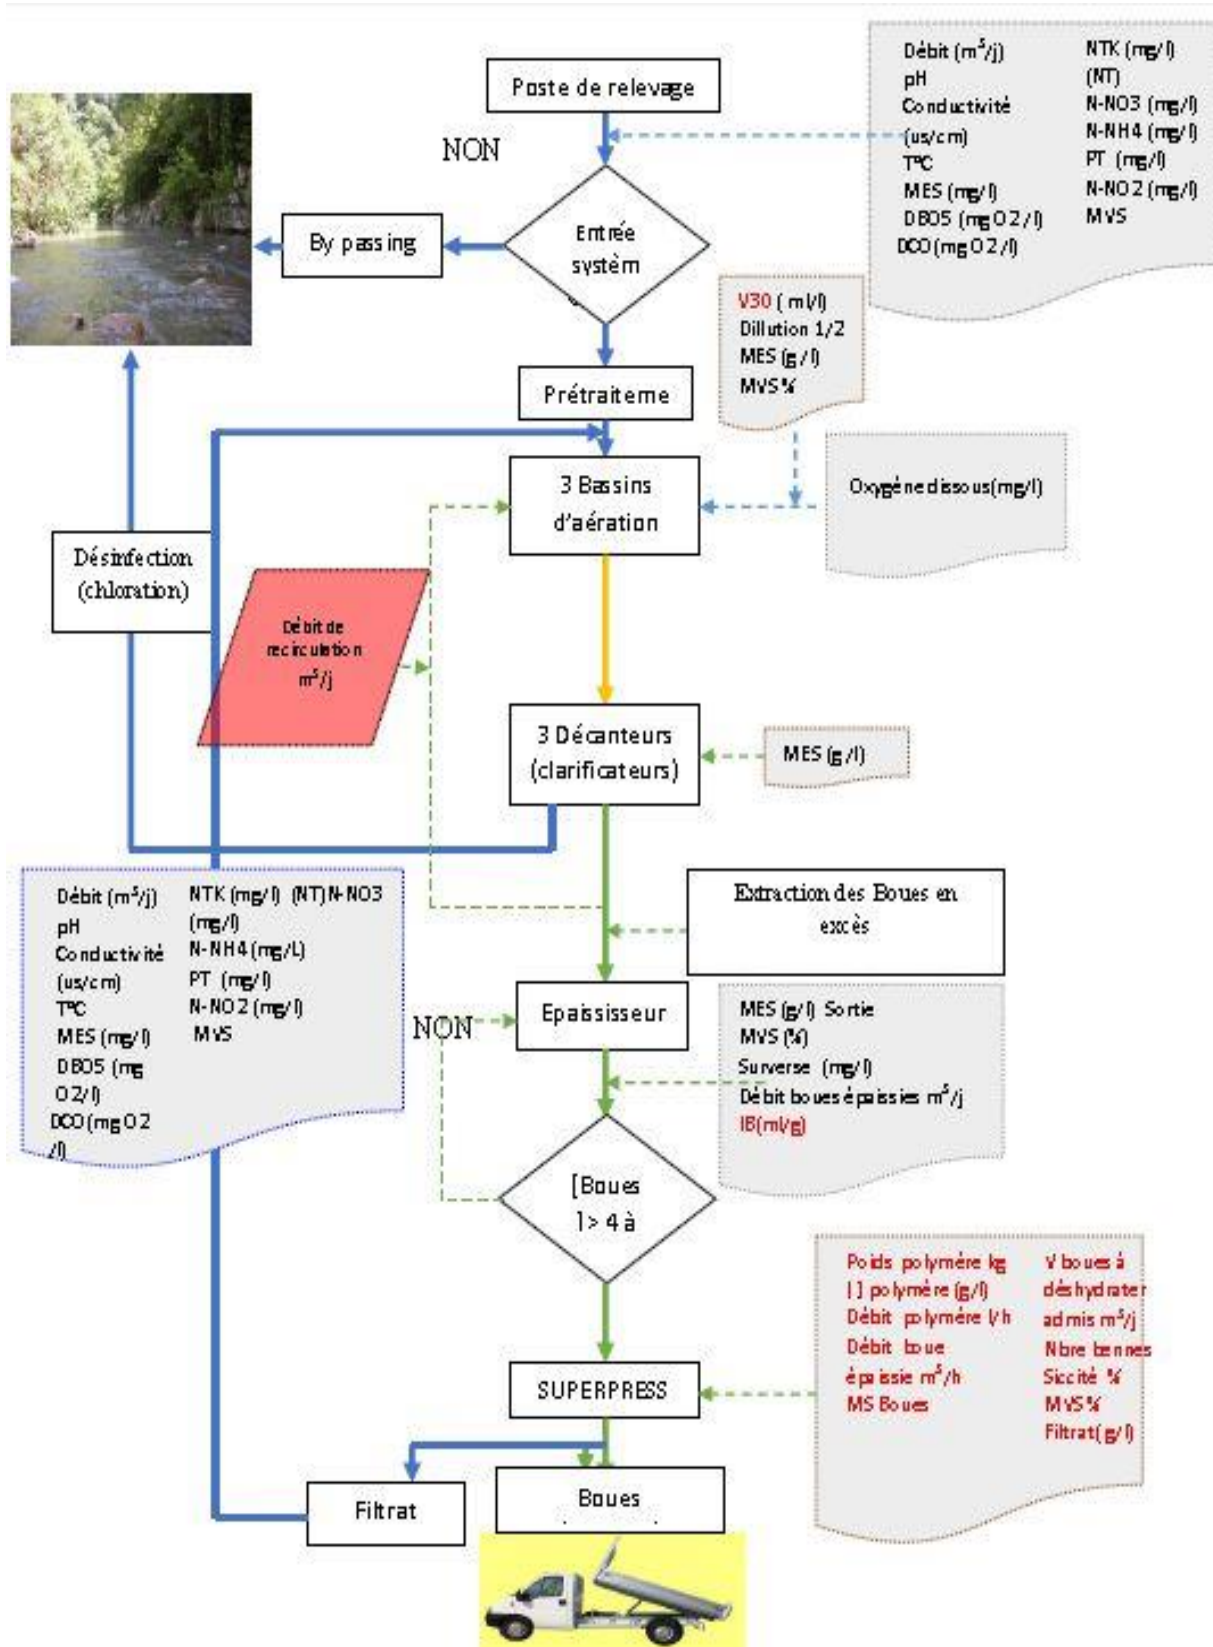 Poste de relevage
Débit (m³/j)
pH
Conductivité
(us/cm)
T°C
MES (mg/l)
DBO5 (mg O2/l)
DCO (mg O2/l)
NTK (mg/l)
(NT)
N-NO3 (mg/l)
N-NH4 (mg/l)
PT (mg/l)
N-NO2 (mg/l)
MVS
NON
By passing
Entrée
systèm
V30 ( ml/l)
Dillution 1/2
MES (g/l)
MVS%
Prétraiteme
3 Bassins
d'aération
Oxygéne dissous(mg/l)
Désinfection
(chloration)
Débit de
recirculation
m³/j
3 Décanteurs
(clarificateurs)
MES (g/l)
Débit (m³/j)
pH
Conductivité
(us/cm)
T°C
MES (mg/l)
DBO5 (mg
O2/l)
DCO (mg O2
/l)
NTK (mg/l) (NT)N-NO3
(mg/l)
N-NH4 (mg/L)
PT (mg/l)
N-NO2 (mg/l)
MVS
Extraction des Boues en
excès
NON
Epaississeur
MES (g/l) Sortie
MVS (%)
Surverse (mg/l)
Débit boues épaissies m³/j
IB(ml/g)
[Boues
] > 4 à
Poids polymére kg
[ ] polymère (g/l)
Débit polymére l/h
Débit boue
épaissie m³/h
MS Boues
V boues à
déshydrater
admis m³/j
Nbre bennes
Siccité %
MVS%
Filtrat(g/l)
SUPERPRESS
Filtrat
Boues